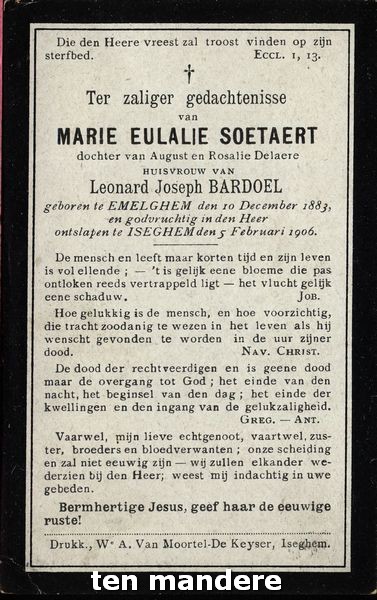 Die den Heere vreest zal troost vinden op zijn
sterfbed. Eccl. 1, 13.
†
Ter zaliger gedachtenisse
van
MARIE EULALIE SOETAERT
dochter van August en Rosalie Delaere
HUISVROUW VAN
Leonard Joseph BARDOEL
geboren te EMELGHEM den 10 December 1883,
en godvruchtig in den Heer
ontslapen te ISEGHEM den 5 Februari 1906.
De mensch en leeft maar korten tijd en zijn leven
is vol ellende; — 't is gelijk eene bloeme die pas
ontloken reeds vertrappeld ligt — het vlucht gelijk
eene schaduw. Job.
Hoe gelukkig is de mensch, en hoe voorzichtig,
die tracht zoodanig te wezen in het leven als hij
wenscht gevonden te worden in de uur zijner
dood. Nav. Christ.
De dood der rechtveerdigen en is geene dood
maar de overgang tot God; het einde van den
nacht, het beginsel van den dag; het einder der
kwellingen en den ingang van de gelukzaligheid.
Greg. — Ant.
Vaarwel, mijn lieve echtgenoot, vaartwel, zus-
ter, broeders en bloedverwanten; onze scheiding
en zal niet eeuwig zijn — wij zullen elkander we-
derzien bij den Heer; weest mij indachtig in uwe
gebeden.
Bermhertige Jesus, geef haar de eeuwige
ruste!
Drukk., We A. Van Moortel-De Keyser, Iseghem.
ten mandere